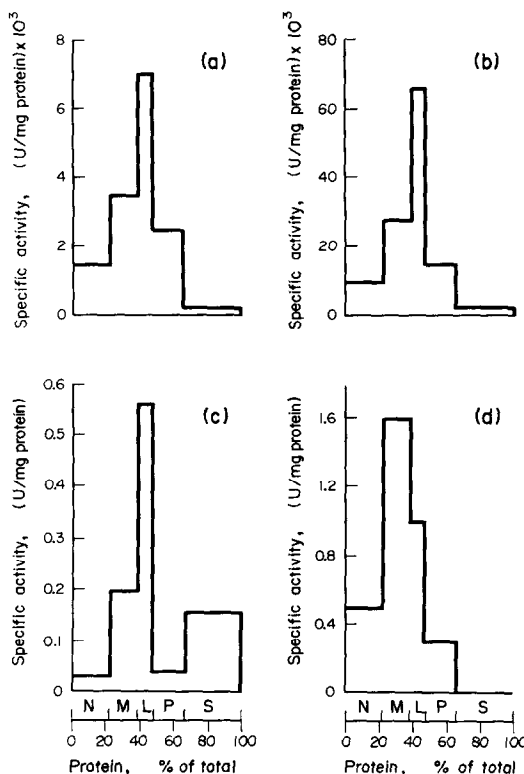 Specific activity, (U/mg protein) x 10³
8
6
4
2
0
(a)
Specific activity, (U/mg protein) x 10³
80
60
40
20
0
(b)
Specific activity, (U/mg protein)
0.6
0.5
0.4
0.3
0.2
0.1
0
(c)
N M L P S
0 20 40 60 80 100
Protein, % of total
Specific activity, (U/mg protein)
1.6
1.2
0.8
0.4
0
(d)
N M L P S
0 20 40 60 80 100
Protein, % of total